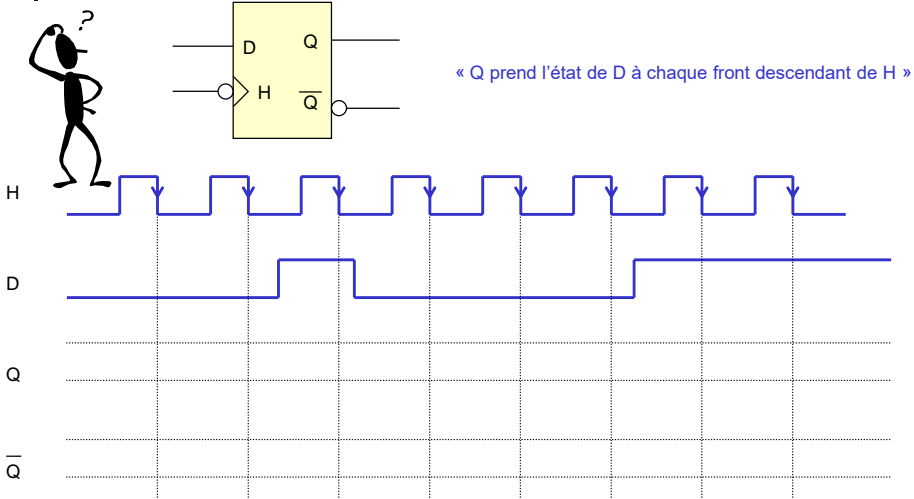 ?
D Q
H Q̅
« Q prend l’état de D à chaque front descendant de H »
H
D
Q
Q̅